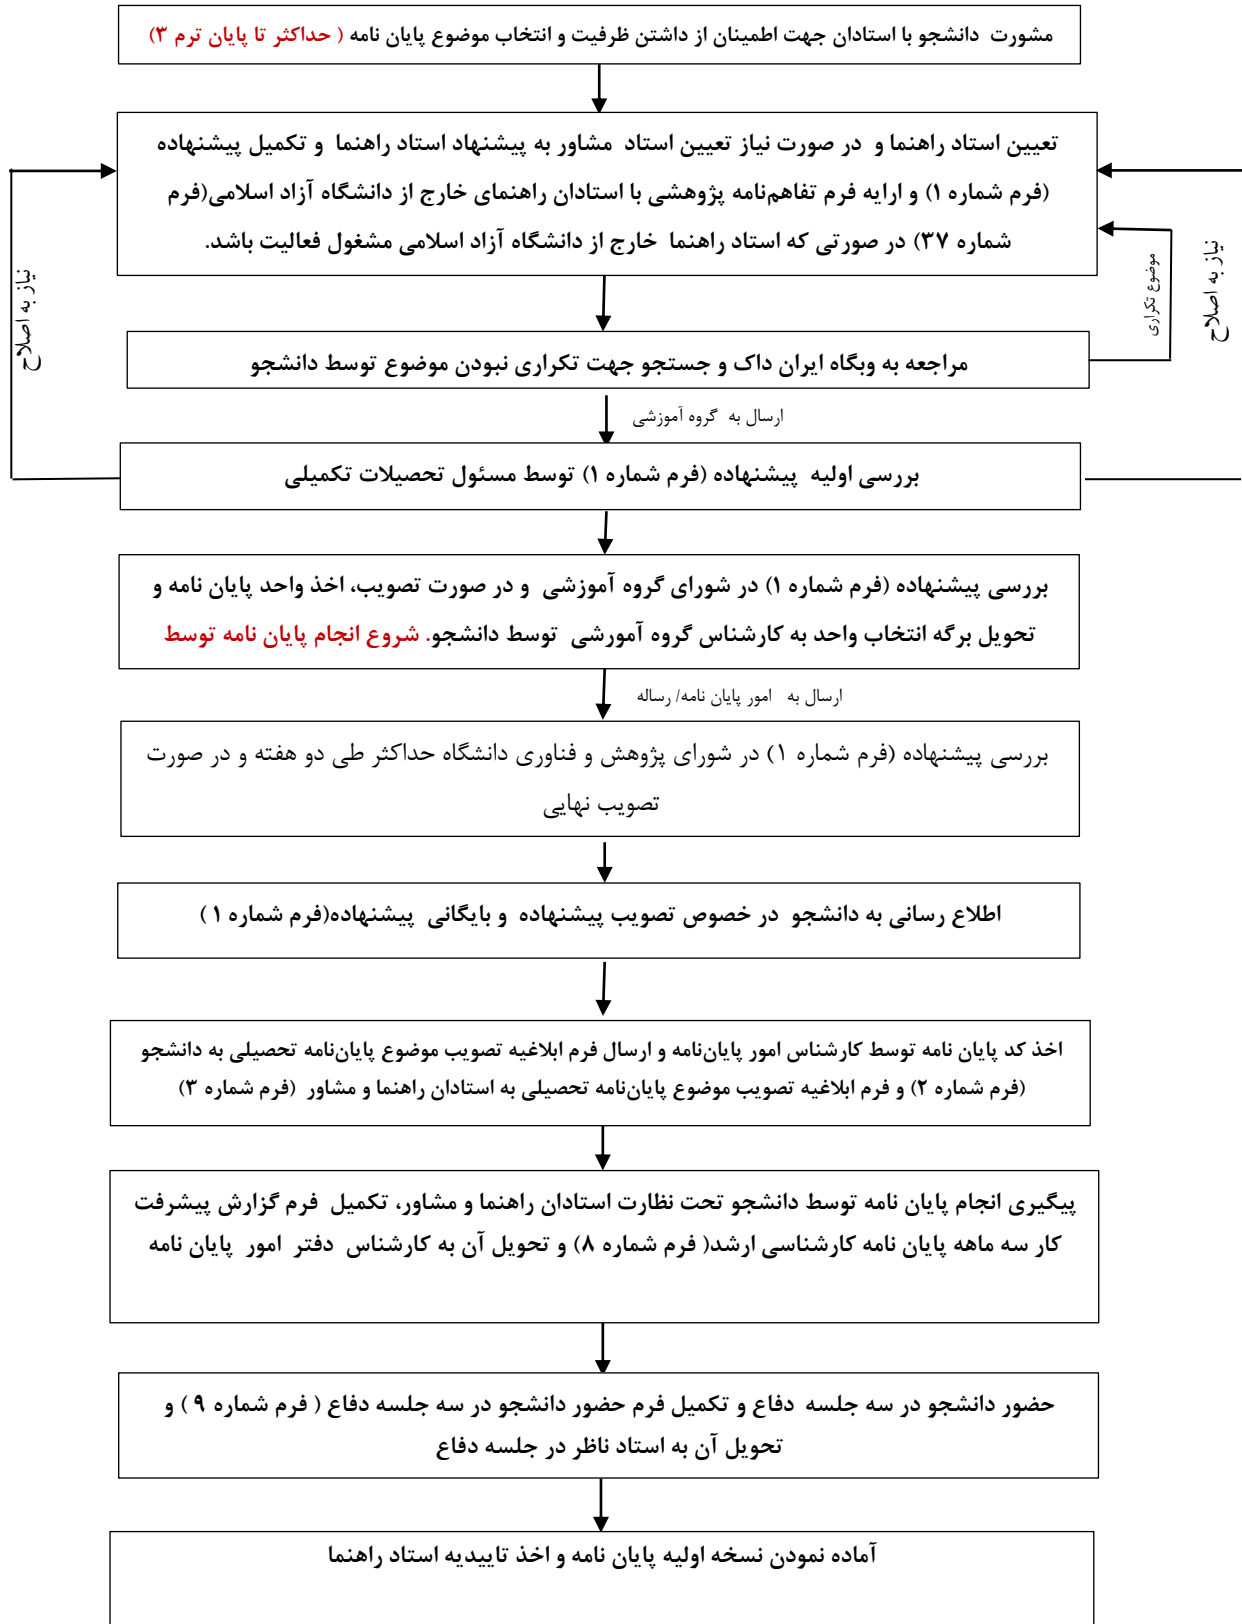 مشورت دانشجو با استادان جهت اطمینان از داشتن ظرفیت و انتخاب موضوع پایان نامه ( حداکثر تا پایان ترم ۳)
تعیین استاد راهنما و در صورت نیاز تعیین استاد مشاور به پیشنهاد استاد راهنما و تکمیل پیشنهاده
(فرم شماره ۱) و ارایه فرم تفاهم‌نامه پژوهشی با استادان راهنمای خارج از دانشگاه آزاد اسلامی(فرم
شماره ۳۷) در صورتی که استاد راهنما خارج از دانشگاه آزاد اسلامی مشغول فعالیت باشد.
نیاز به اصلاح
موضوع تکراری
نیاز به اصلاح
مراجعه به وبگاه ایران داک و جستجو جهت تکراری نبودن موضوع توسط دانشجو
ارسال به گروه آموزشی
بررسی اولیه پیشنهاده (فرم شماره ۱) توسط مسئول تحصیلات تکمیلی
بررسی پیشنهاده (فرم شماره ۱) در شورای گروه آموزشی و در صورت تصویب، اخذ واحد پایان نامه و
تحویل برگه انتخاب واحد به کارشناس گروه آمورشی توسط دانشجو. شروع انجام پایان نامه توسط
ارسال به امور پایان نامه/ رساله
بررسی پیشنهاده (فرم شماره ۱) در شورای پژوهش و فناوری دانشگاه حداکثر طی دو هفته و در صورت
تصویب نهایی
اطلاع رسانی به دانشجو در خصوص تصویب پیشنهاده و بایگانی پیشنهاده(فرم شماره ۱ )
اخذ کد پایان نامه توسط کارشناس امور پایان‌نامه و ارسال فرم ابلاغیه تصویب موضوع پایان‌نامه تحصیلی به دانشجو
(فرم شماره ۲) و فرم ابلاغیه تصویب موضوع پایان‌نامه تحصیلی به استادان راهنما و مشاور (فرم شماره ۳)
پیگیری انجام پایان نامه توسط دانشجو تحت نظارت استادان راهنما و مشاور، تکمیل فرم گزارش پیشرفت
کار سه ماهه پایان نامه کارشناسی ارشد( فرم شماره ۸) و تحویل آن به کارشناس دفتر امور پایان نامه
حضور دانشجو در سه جلسه دفاع و تکمیل فرم حضور دانشجو در سه جلسه دفاع ( فرم شماره ۹ ) و
تحویل آن به استاد ناظر در جلسه دفاع
آماده نمودن نسخه اولیه پایان نامه و اخذ تاییدیه استاد راهنما